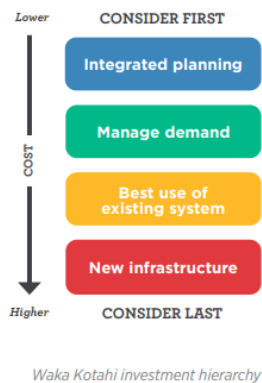 Lower
CONSIDER FIRST
Integrated planning
Manage demand
COST
Best use of
existing system
New infrastructure
Higher
CONSIDER LAST
Waka Kotahi investment hierarchy